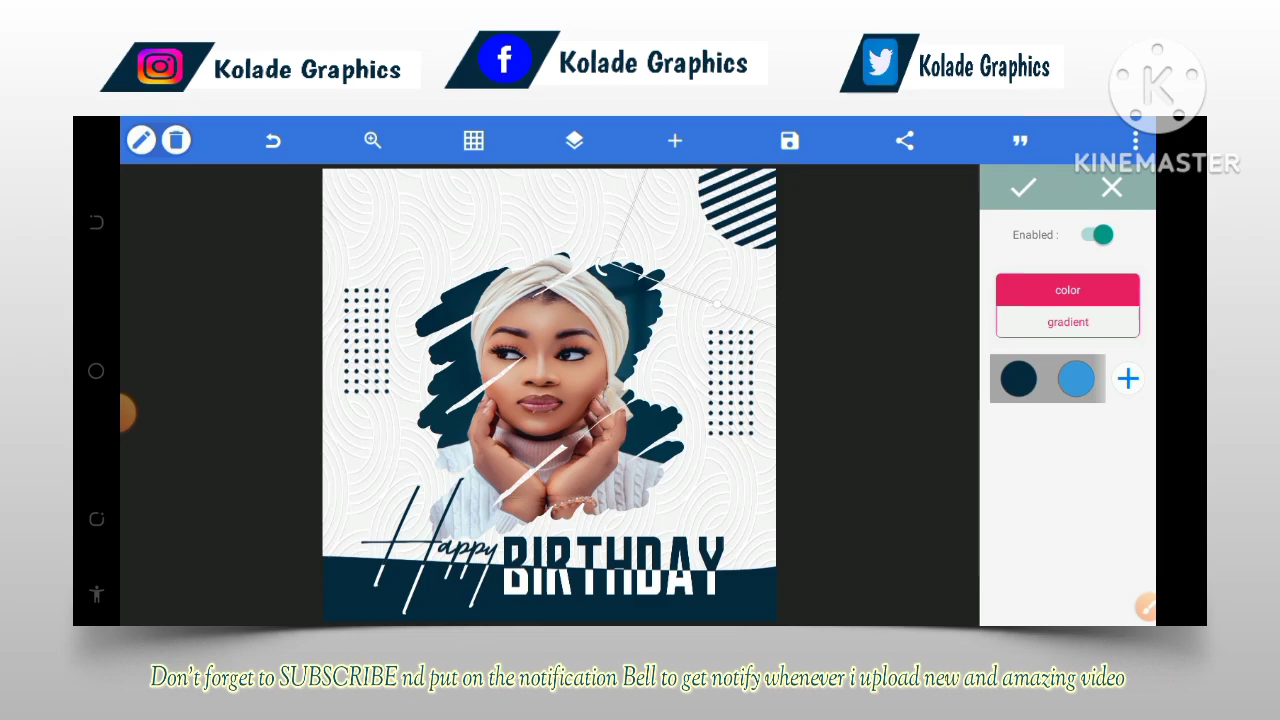 Kolade Graphics
f
Kolade Graphics
Kolade Graphics
K
KINEMASTER
Enabled :
color
gradient
Happy
BIRTHDAY
Don't forget to SUBSCRIBE nd put on the notification Bell to get notify whenever i upload new and amazing video